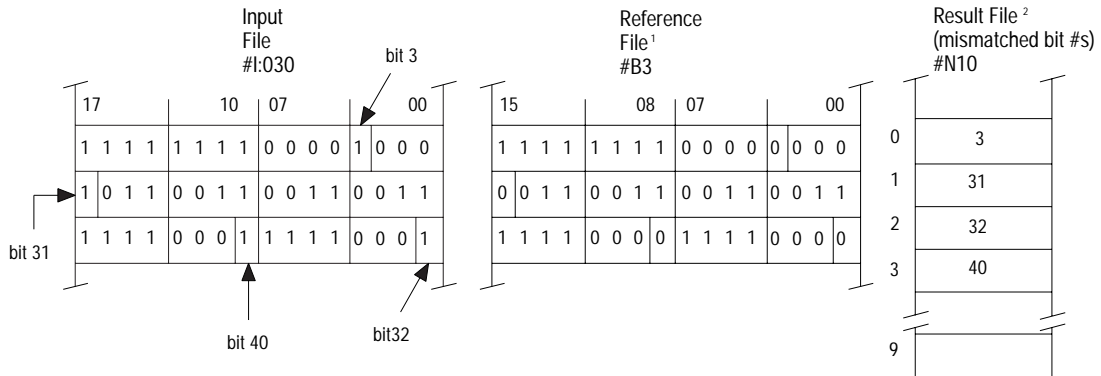 Input
File
#I:030
bit 3
Reference
File ¹
#B3
Result File ²
(mismatched bit #s)
#N10
17 10 07 00
1 1 1 1 1 1 1 1 0 0 0 0 1 0 0 0
1 0 1 1 0 0 1 1 0 0 1 1 0 0 1 1
1 1 1 1 0 0 0 1 1 1 1 1 0 0 0 1
bit 31
bit 40
bit32
15 08 07 00
1 1 1 1 1 1 1 1 0 0 0 0 0 0 0 0
0 0 1 1 0 0 1 1 0 0 1 1 0 0 1 1
1 1 1 1 0 0 0 0 1 1 1 1 0 0 0 0
0 3
1 31
2 32
3 40
9